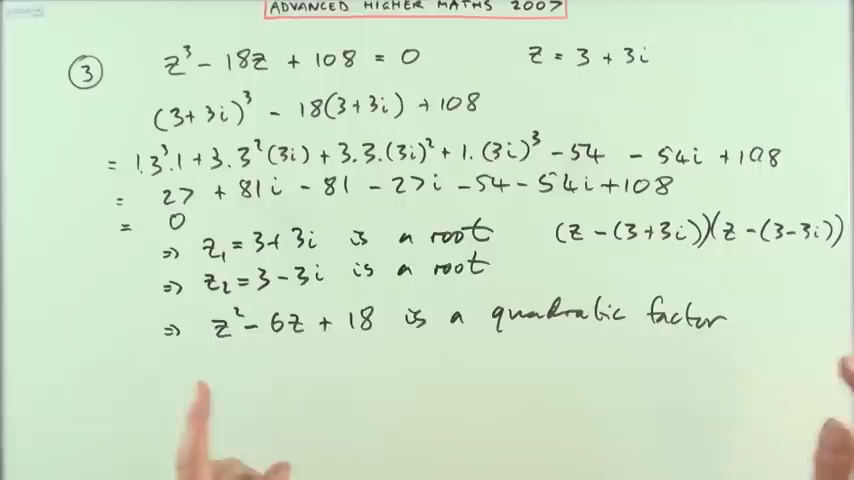 ADVANCED HIGHER MATHS 2007
③ z³ - 18z + 108 = 0 z = 3 + 3i
(3+3i)³ - 18(3+3i) + 108
= 1.3³.1 + 3.3²(3i) + 3.3.(3i)² + 1.(3i)³ - 54 - 54i + 108
= 27 + 81i - 81 - 27i - 54 - 54i + 108
= 0
⇒ z₁ = 3+3i is a root (z - (3+3i))(z - (3-3i))
⇒ z₂ = 3-3i is a root
⇒ z² - 6z + 18 is a quadratic factor